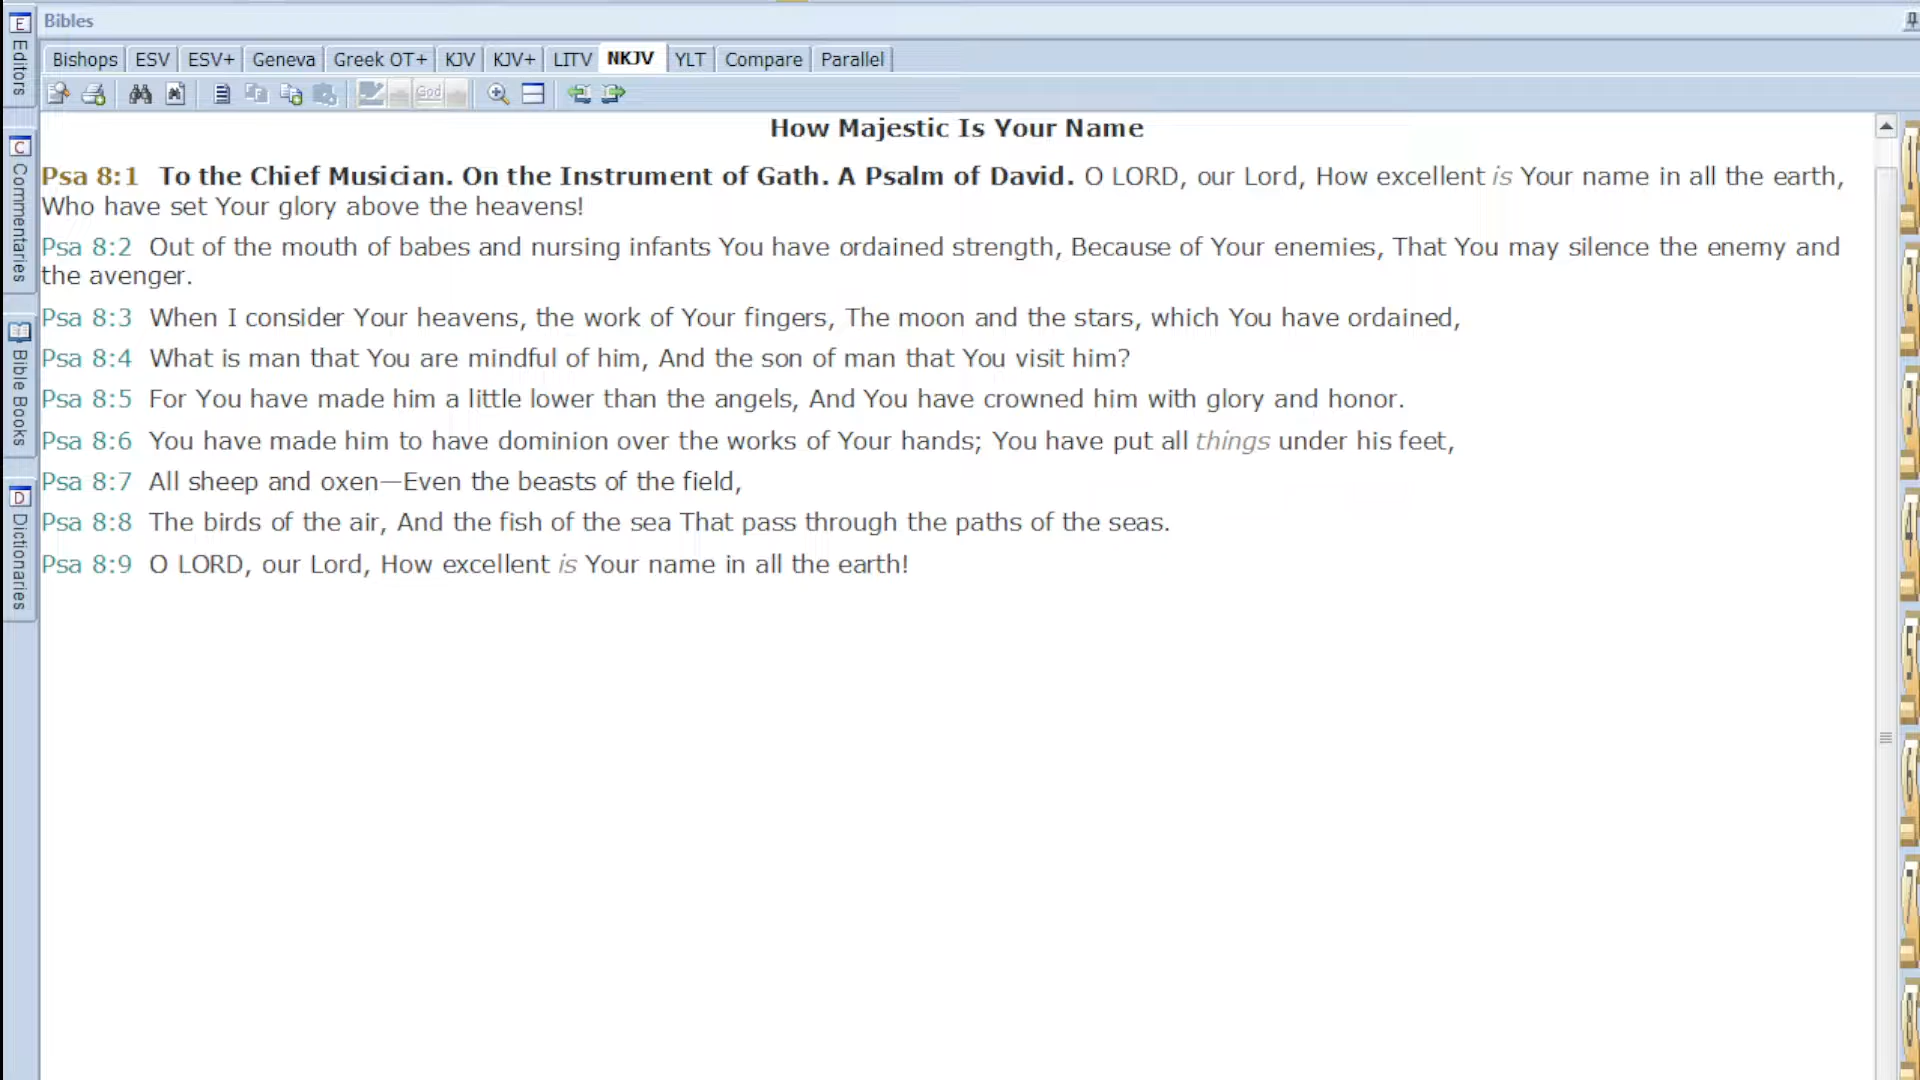 Bibles
Bishops ESV ESV+ Geneva Greek OT+ KJV KJV+ LITV NKJV YLT Compare Parallel
God
E Editors
C Commentaries
Bible Books
D Dictionaries
How Majestic Is Your Name
Psa 8:1 To the Chief Musician. On the Instrument of Gath. A Psalm of David. O LORD, our Lord, How excellent is Your name in all the earth,
Who have set Your glory above the heavens!
Psa 8:2 Out of the mouth of babes and nursing infants You have ordained strength, Because of Your enemies, That You may silence the enemy and
the avenger.
Psa 8:3 When I consider Your heavens, the work of Your fingers, The moon and the stars, which You have ordained,
Psa 8:4 What is man that You are mindful of him, And the son of man that You visit him?
Psa 8:5 For You have made him a little lower than the angels, And You have crowned him with glory and honor.
Psa 8:6 You have made him to have dominion over the works of Your hands; You have put all things under his feet,
Psa 8:7 All sheep and oxen—Even the beasts of the field,
Psa 8:8 The birds of the air, And the fish of the sea That pass through the paths of the seas.
Psa 8:9 O LORD, our Lord, How excellent is Your name in all the earth!